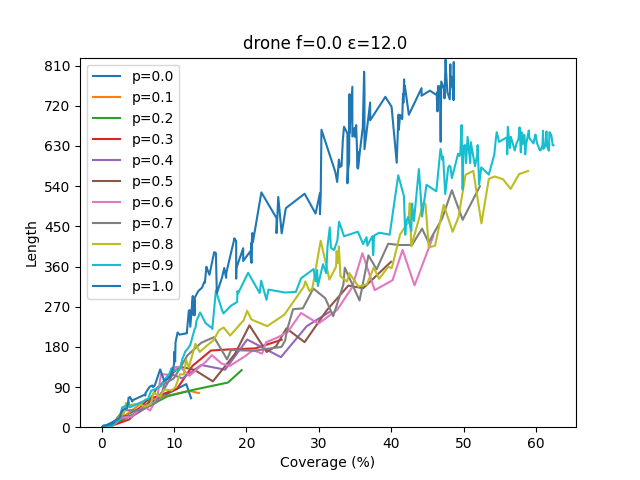 drone f=0.0 ε=12.0
810
720
630
540
450
360
270
180
90
0
Length
p=0.0
p=0.1
p=0.2
p=0.3
p=0.4
p=0.5
p=0.6
p=0.7
p=0.8
p=0.9
p=1.0
0 10 20 30 40 50 60
Coverage (%)